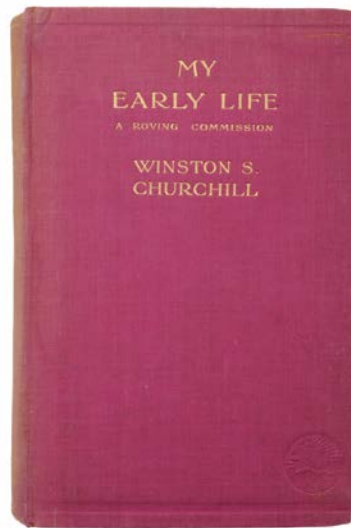 MY
EARLY LIFE
A ROVING COMMISSION
WINSTON S.
CHURCHILL